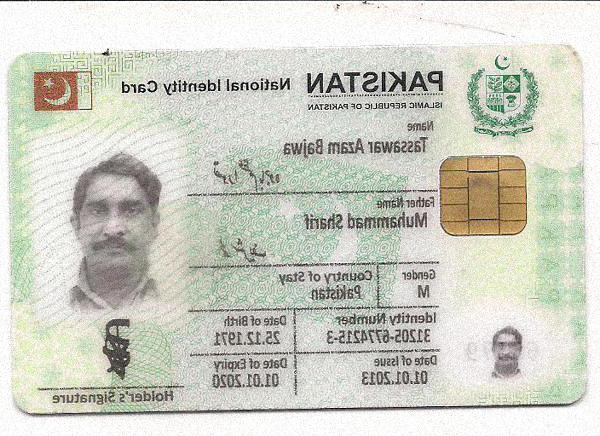 PAKISTAN National Identity Card
ISLAMIC REPUBLIC OF PAKISTAN
Name
Tassawar Azam Bajwa
Father Name
Muhammad Sharif
Gender Country of Stay
M Pakistan
Identity Number Date of Birth
31205-6774215-3 25.12.1971
Date of Issue Date of Expiry
01.01.2013 01.01.2020
Holder's Signature